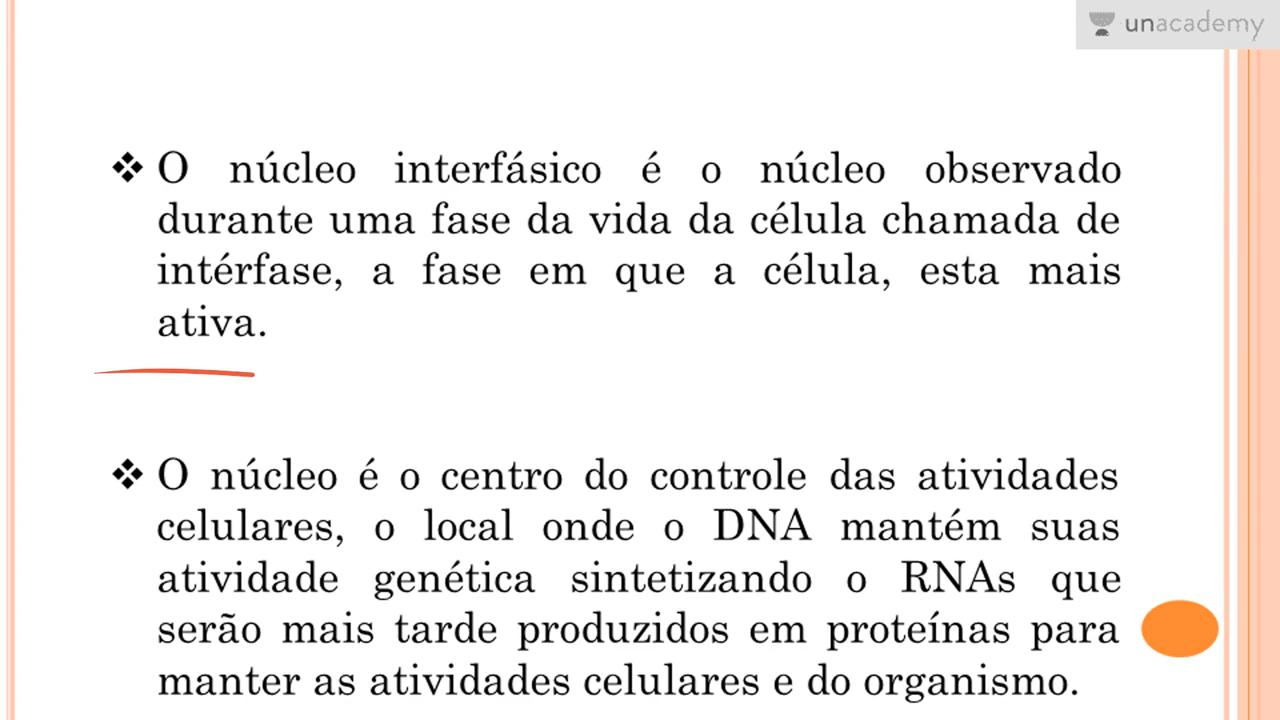 unacademy
❖ O núcleo interfásico é o núcleo observado
durante uma fase da vida da célula chamada de
intérfase, a fase em que a célula, esta mais
ativa.
❖ O núcleo é o centro do controle das atividades
celulares, o local onde o DNA mantém suas
atividade genética sintetizando o RNAs que
serão mais tarde produzidos em proteínas para
manter as atividades celulares e do organismo.